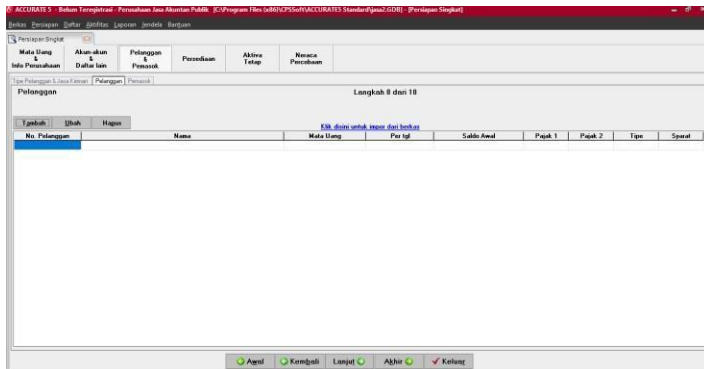 ACCURATE 5 - Belum Teregistrasi - Perusahaan Jasa Akuntan Publik [C:\Program Files (x86)\CPSSoft\ACCURATE5 Standard\jasa2.GDB] - [Persiapan Singkat]
Berkas Persiapan Daftar Aktifitas Laporan Jendela Bantuan
Persiapan Singkat
Mata Uang & Info Perusahaan
Akun-akun & Daftar lain
Pelanggan & Pemasok
Persediaan
Aktiva Tetap
Neraca Percobaan
Tipe Pelanggan & Jasa Kiriman Pelanggan Pemasok
Pelanggan Langkah 8 dari 18
Tambah Ubah Hapus
Klik disini untuk impor dari berkas
No. Pelanggan Nama Mata Uang Per tgl Saldo Awal Pajak 1 Pajak 2 Tipe Syarat
Awal Kembali Lanjut Akhir Keluar